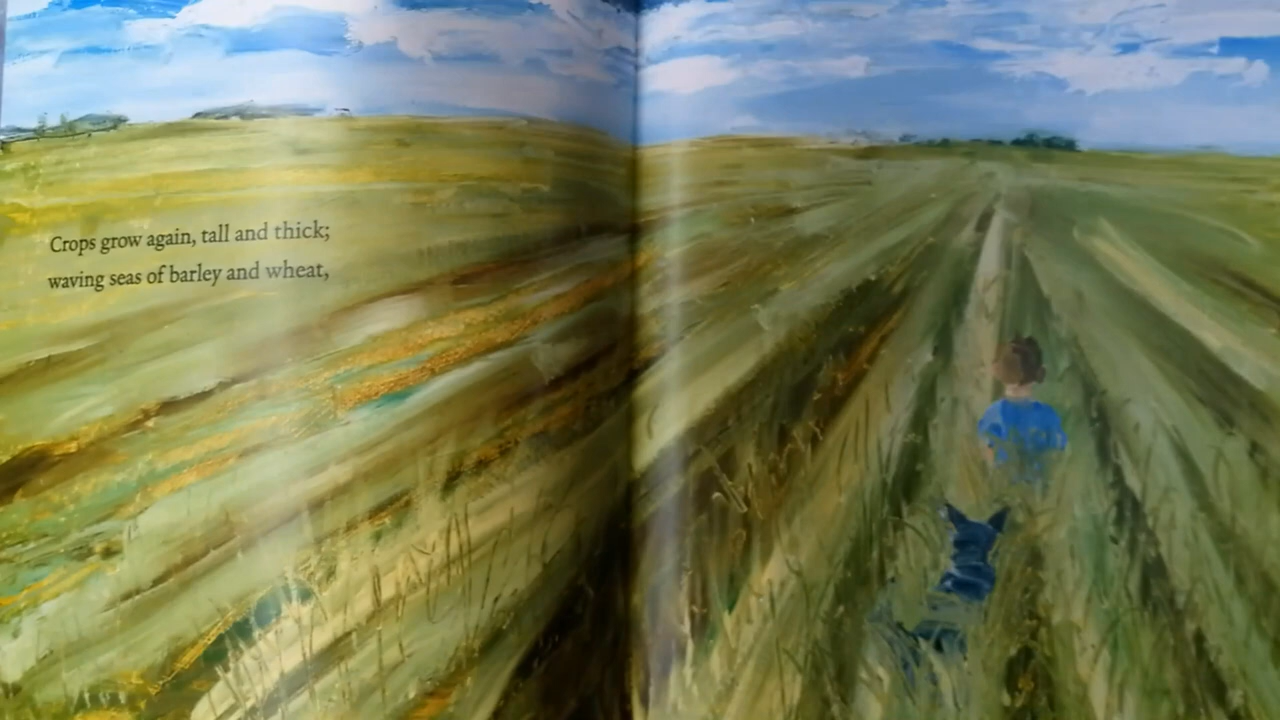 Crops grow again, tall and thick;
waving seas of barley and wheat,